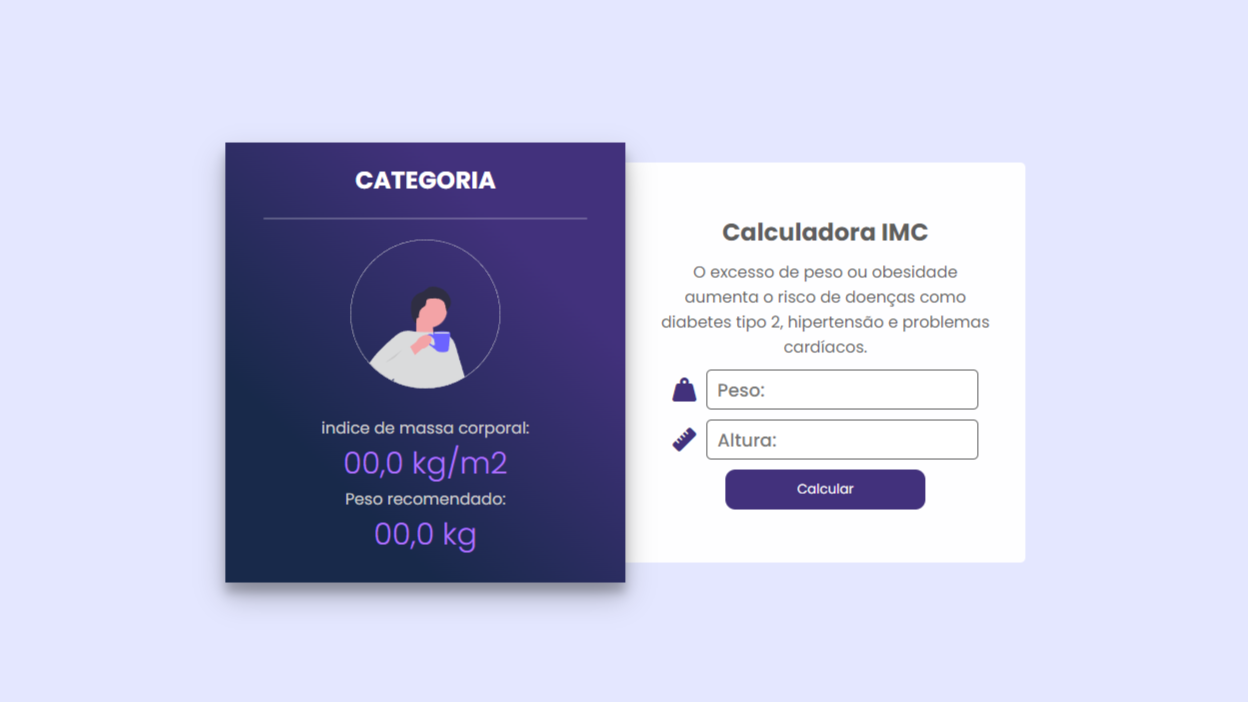 CATEGORIA
indice de massa corporal:
00,0 kg/m2
Peso recomendado:
00,0 kg
Calculadora IMC
O excesso de peso ou obesidade
aumenta o risco de doenças como
diabetes tipo 2, hipertensão e problemas
cardíacos.
Peso:
Altura:
Calcular